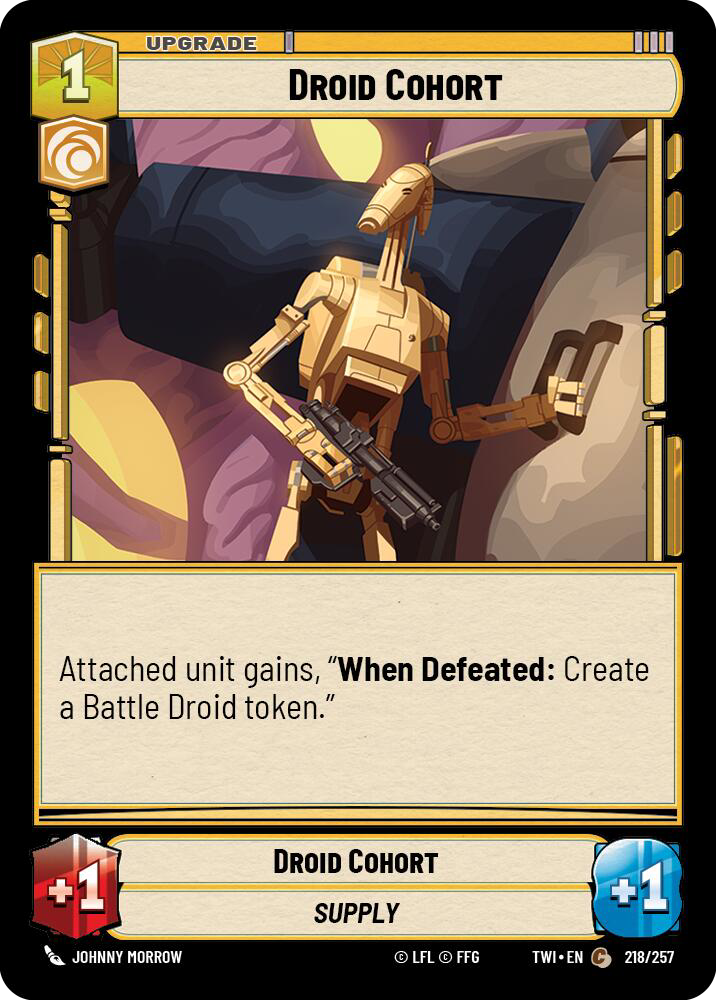 UPGRADE
1
DROID COHORT
Attached unit gains, “When Defeated: Create
a Battle Droid token.”
DROID COHORT
+1
+1
SUPPLY
JOHNNY MORROW
© LFL © FFG
TWI•EN
C
218/257